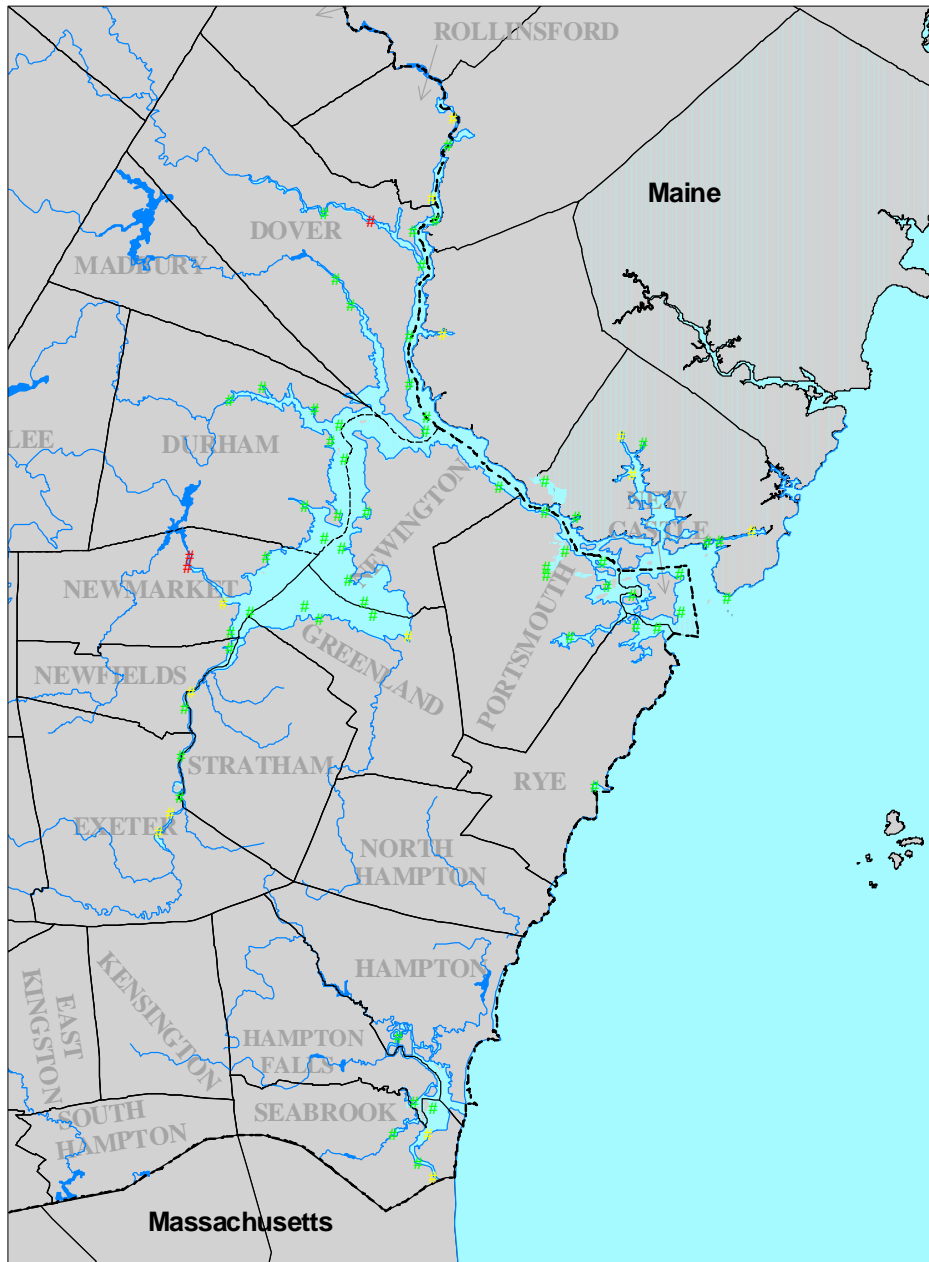 ROLLINSFORD
Maine
DOVER
MADBURY
LEE
DURHAM
NEWINGTON
NEW
CASTLE
NEWMARKET
PORTSMOUTH
GREENLAND
NEWFIELDS
STRATHAM
RYE
EXETER
NORTH
HAMPTON
HAMPTON
KENSINGTON
EAST
KINGSTON
HAMPTON
FALLS
SEABROOK
SOUTH
HAMPTON
Massachusetts